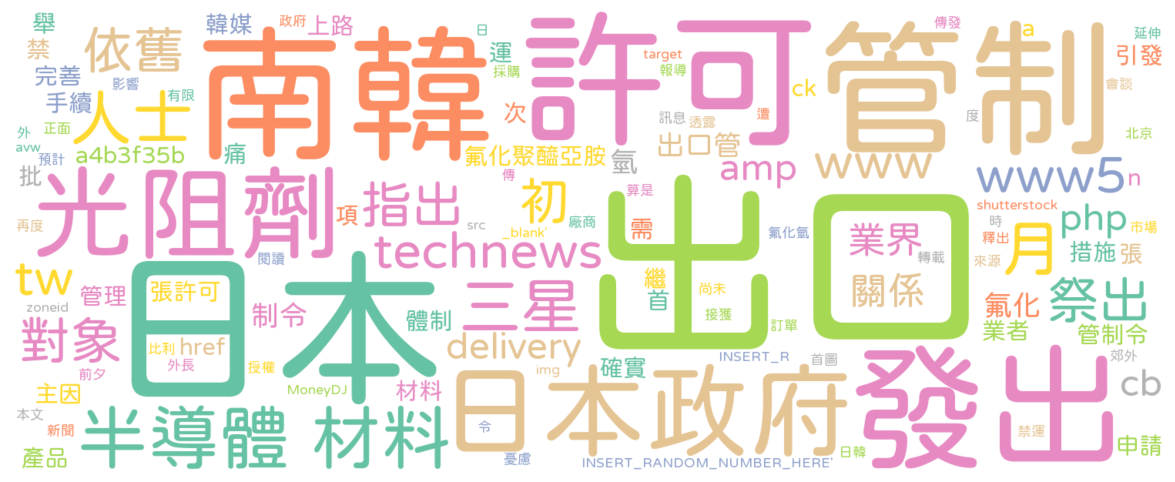 舉
韓媒
政府
上路
日
傳發
延伸
禁
依舊
南韓
運
許可
target
管制
a
引發
完善
影響
採購
報導
ck
會談
手續
人士
有限
次
訊息
透露
遭
度
外
正面
avw
預計
a4b3f35b
痛
氟化聚醯亞胺
氫
出口管
北京
批
光阻劑
傳
amp
www
www5
n
項
指出
初
算是
shutterstock
再度
src
_blank'
廠商
需
氟化氫
業界
時
php
市場
閱讀
technews
出口
轉載
釋出
月
措施
張
來源
tw
管理
張許可
日本
繼
關係
zoneid
制令
體制
三星
首
尚未
接獲
訂單
氟化
祭出
業者
管制令
對象
比利
href
外長
delivery
確實
INSERT_R
首圖
發出
郊外
前夕
授權
MoneyDJ
材料
img
cb
主因
本文
新聞
半導體
材料
日本政府
令
禁運
產品
憂慮
INSERT_RANDOM_NUMBER_HERE'
日韓
申請